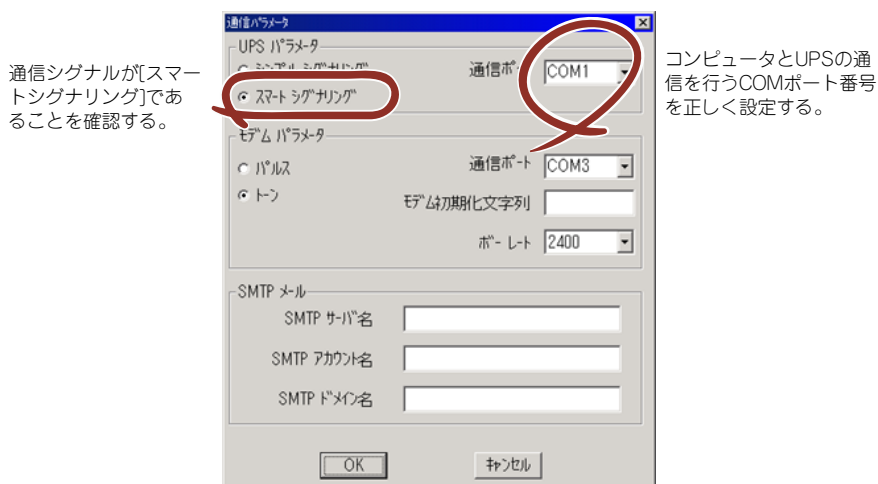 通信パラメータ
UPS パラメータ
シンプル シグナリング
通信ポー
COM1
スマート シグナリング
通信シグナルが[スマー
トシグナリング]であ
ることを確認する。
コンピュータとUPSの通
信を行うCOMポート番号
を正しく設定する。
モデム パラメータ
パルス
通信ポート
COM3
トーン
モデム初期化文字列
ボー レート
2400
SMTP メール
SMTP サーバ名
SMTP アカウント名
SMTP ドメイン名
OK
キャンセル